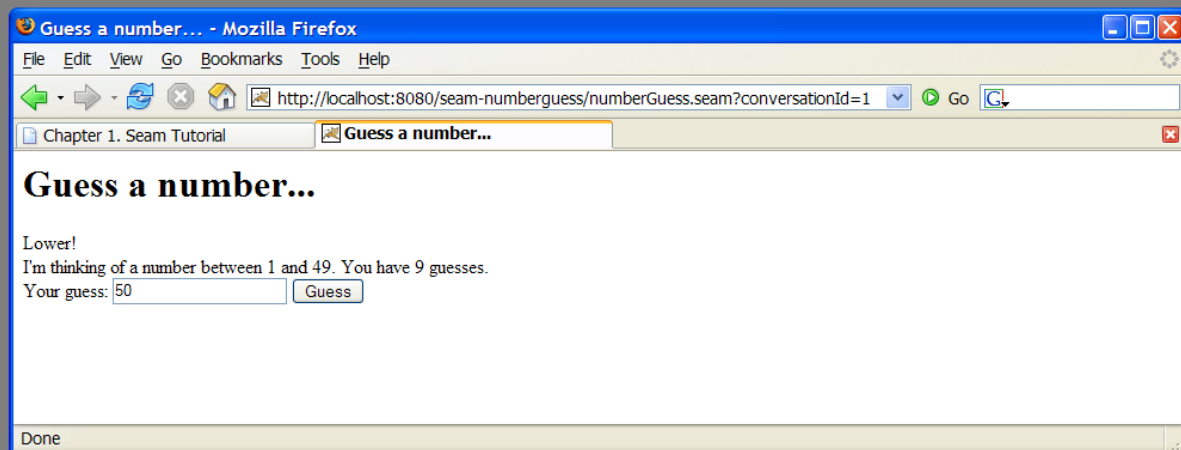 Guess a number... - Mozilla Firefox
File Edit View Go Bookmarks Tools Help
http://localhost:8080/seam-numberguess/numberGuess.seam?conversationId=1 Go G
Chapter 1. Seam Tutorial Guess a number...
Guess a number...
Lower!
I'm thinking of a number between 1 and 49. You have 9 guesses.
Your guess: 50 Guess
Done